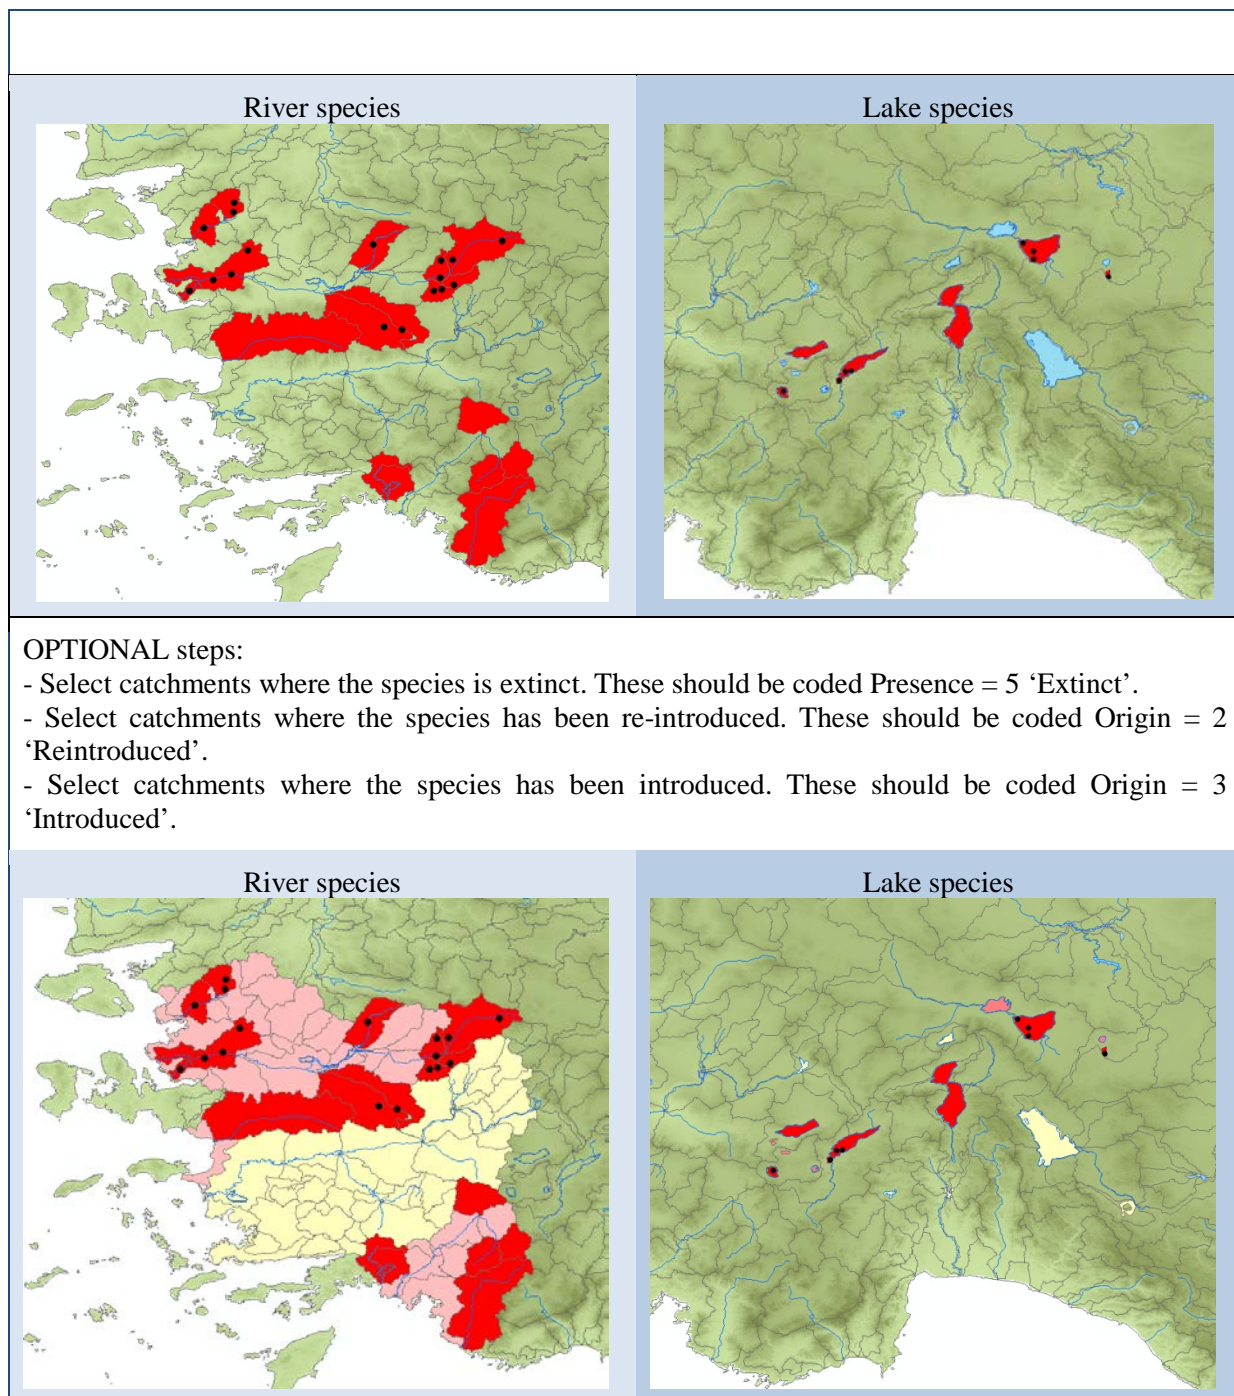 River species
Lake species
OPTIONAL steps:
- Select catchments where the species is extinct. These should be coded Presence = 5 ‘Extinct’.
- Select catchments where the species has been re-introduced. These should be coded Origin = 2
‘Reintroduced’.
- Select catchments where the species has been introduced. These should be coded Origin = 3
‘Introduced’.
River species
Lake species